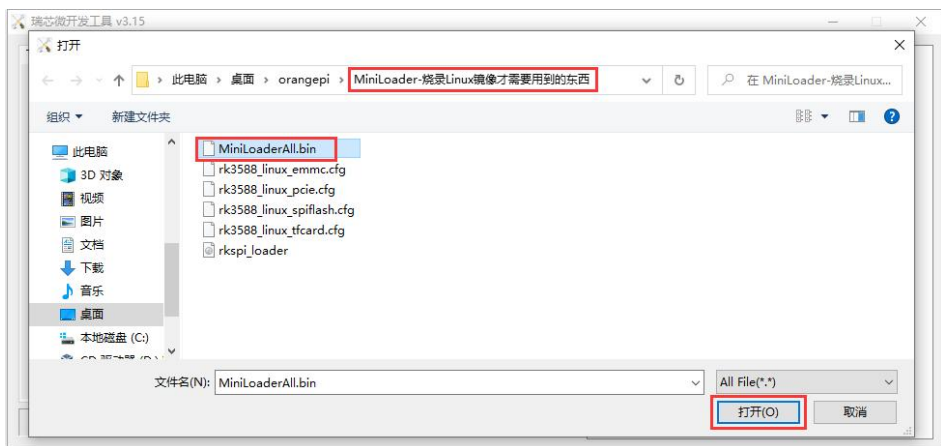 瑞芯微开发工具 v3.15
打开
此电脑 › 桌面 › orangepi › MiniLoader-烧录Linux镜像才需要用到的东西
在 MiniLoader-烧录Linux...
组织 新建文件夹
此电脑
3D 对象
视频
图片
文档
下载
音乐
桌面
本地磁盘 (C:)
MiniLoaderAll.bin
rk3588_linux_emmc.cfg
rk3588_linux_pcie.cfg
rk3588_linux_spiflash.cfg
rk3588_linux_tfcard.cfg
rkspi_loader
文件名(N): MiniLoaderAll.bin
All File(*.*)
打开(O) 取消